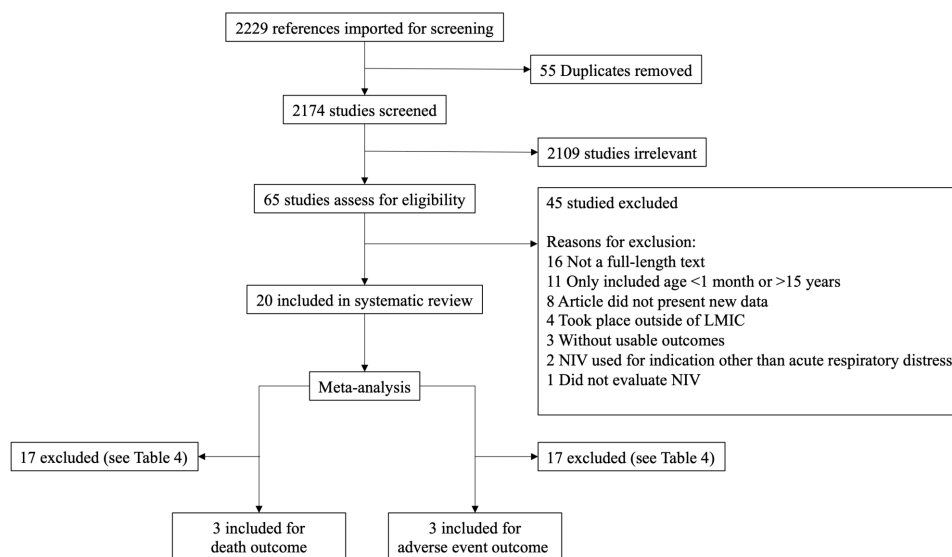 2229 references imported for screening
55 Duplicates removed
2174 studies screened
2109 studies irrelevant
65 studies assess for eligibility
45 studied excluded
Reasons for exclusion:
16 Not a full-length text
11 Only included age <1 month or >15 years
8 Article did not present new data
4 Took place outside of LMIC
3 Without usable outcomes
2 NIV used for indication other than acute respiratory distress
1 Did not evaluate NIV
20 included in systematic review
Meta-analysis
17 excluded (see Table 4)
17 excluded (see Table 4)
3 included for
death outcome
3 included for
adverse event outcome